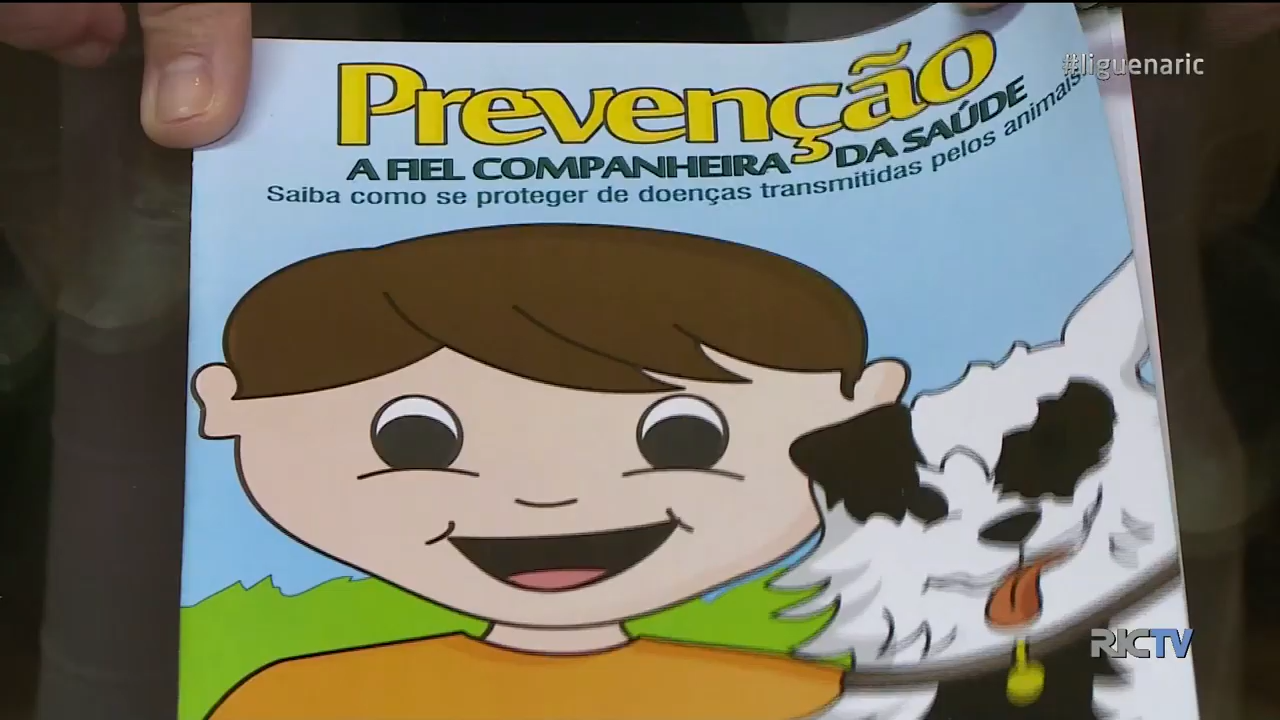 #liguenaric
Prevenção
A FIEL COMPANHEIRA DA SAÚDE
Saiba como se proteger de doenças transmitidas pelos animais
RICTV